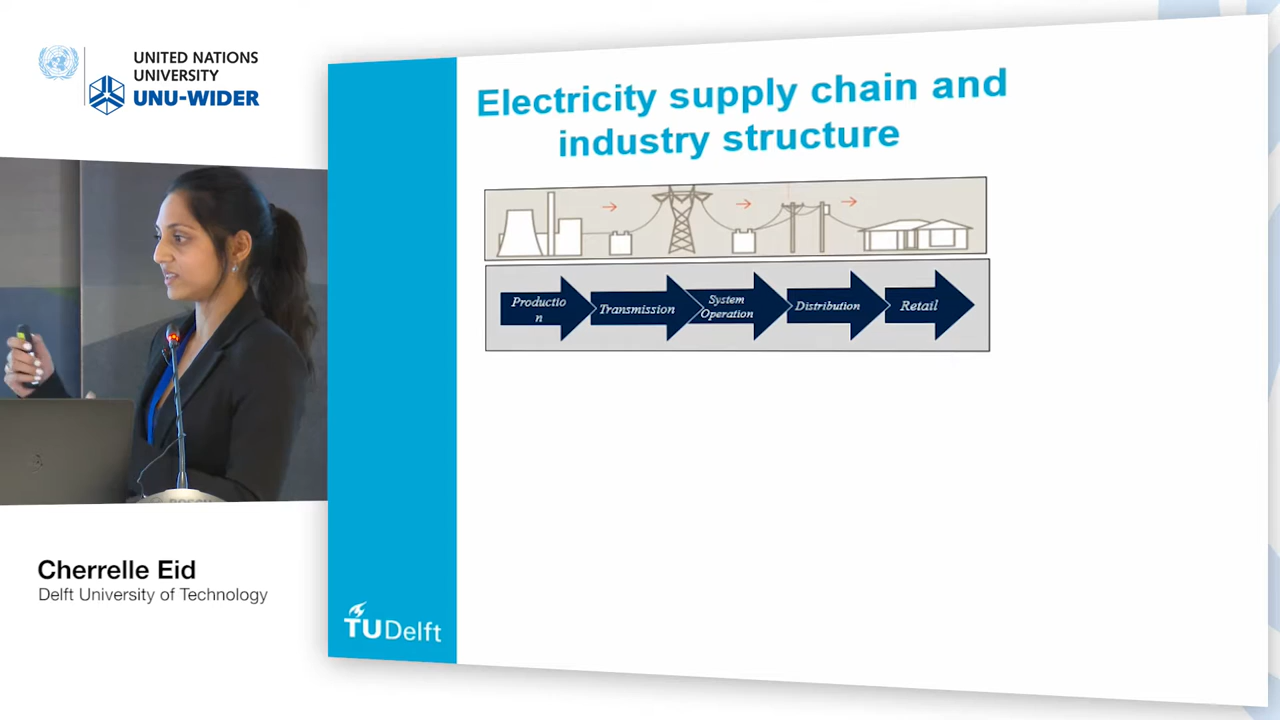 UNITED NATIONS
UNIVERSITY
UNU-WIDER
Electricity supply chain and
industry structure
Productio
n
Transmission
System
Operation
Distribution
Retail
Cherrelle Eid
Delft University of Technology
TUDelft